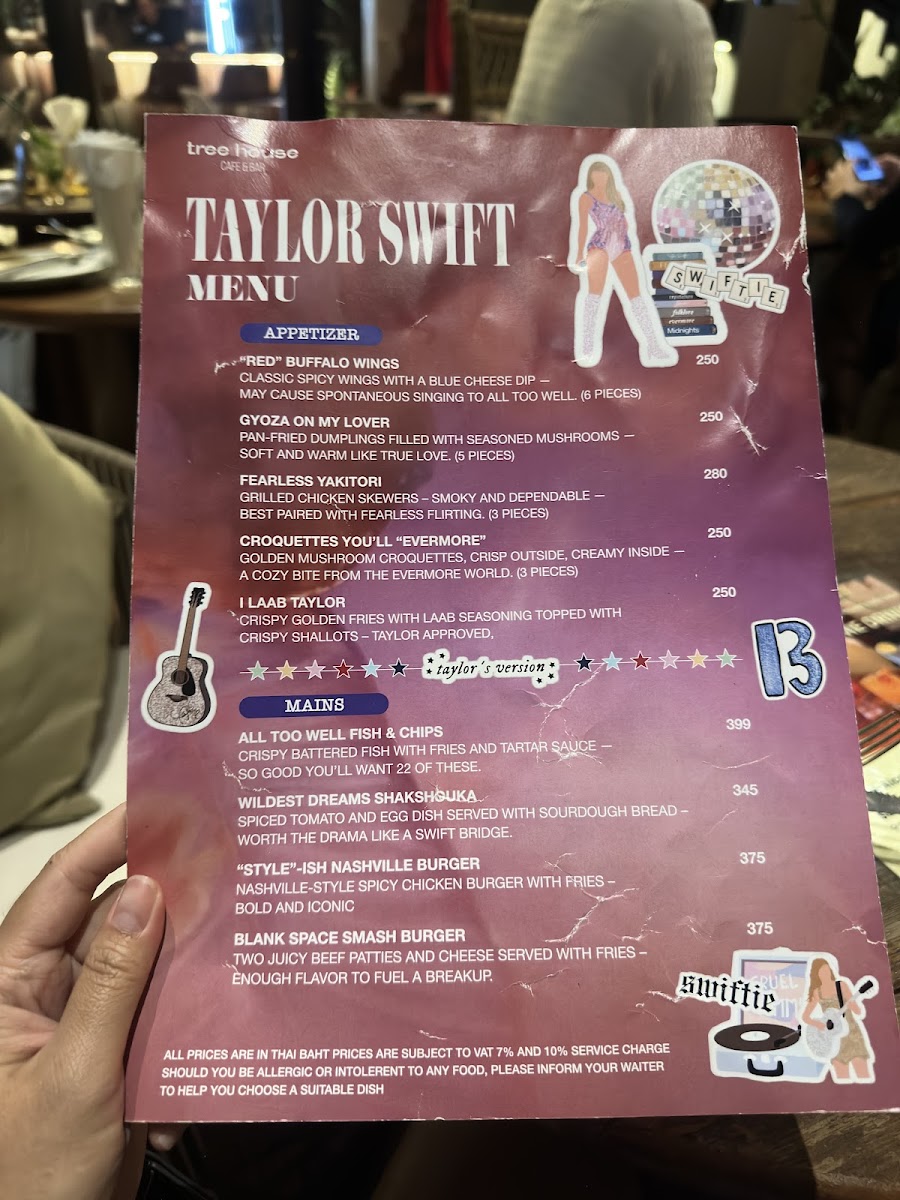 tree house
CAFE & BAR
TAYLOR SWIFT
MENU
SWIFTIE
folklore
evermore
Midnights
APPETIZER
“RED” BUFFALO WINGS 250
CLASSIC SPICY WINGS WITH A BLUE CHEESE DIP –
MAY CAUSE SPONTANEOUS SINGING TO ALL TOO WELL. (6 PIECES)
GYOZA ON MY LOVER 250
PAN-FRIED DUMPLINGS FILLED WITH SEASONED MUSHROOMS –
SOFT AND WARM LIKE TRUE LOVE. (5 PIECES)
FEARLESS YAKITORI 280
GRILLED CHICKEN SKEWERS – SMOKY AND DEPENDABLE –
BEST PAIRED WITH FEARLESS FLIRTING. (3 PIECES)
CROQUETTES YOU’LL “EVERMORE” 250
GOLDEN MUSHROOM CROQUETTES, CRISP OUTSIDE, CREAMY INSIDE –
A COZY BITE FROM THE EVERMORE WORLD. (3 PIECES)
I LAAB TAYLOR 250
CRISPY GOLDEN FRIES WITH LAAB SEASONING TOPPED WITH
CRISPY SHALLOTS – TAYLOR APPROVED,
taylor's version
13
MAINS
ALL TOO WELL FISH & CHIPS 399
CRISPY BATTERED FISH WITH FRIES AND TARTAR SAUCE –
SO GOOD YOU’LL WANT 22 OF THESE.
WILDEST DREAMS SHAKSHOUKA 345
SPICED TOMATO AND EGG DISH SERVED WITH SOURDOUGH BREAD –
WORTH THE DRAMA LIKE A SWIFT BRIDGE.
“STYLE”-ISH NASHVILLE BURGER 375
NASHVILLE-STYLE SPICY CHICKEN BURGER WITH FRIES –
BOLD AND ICONIC
BLANK SPACE SMASH BURGER 375
TWO JUICY BEEF PATTIES AND CHEESE SERVED WITH FRIES –
ENOUGH FLAVOR TO FUEL A BREAKUP.
swiftie
ALL PRICES ARE IN THAI BAHT PRICES ARE SUBJECT TO VAT 7% AND 10% SERVICE CHARGE
SHOULD YOU BE ALLERGIC OR INTOLERENT TO ANY FOOD, PLEASE INFORM YOUR WAITER
TO HELP YOU CHOOSE A SUITABLE DISH